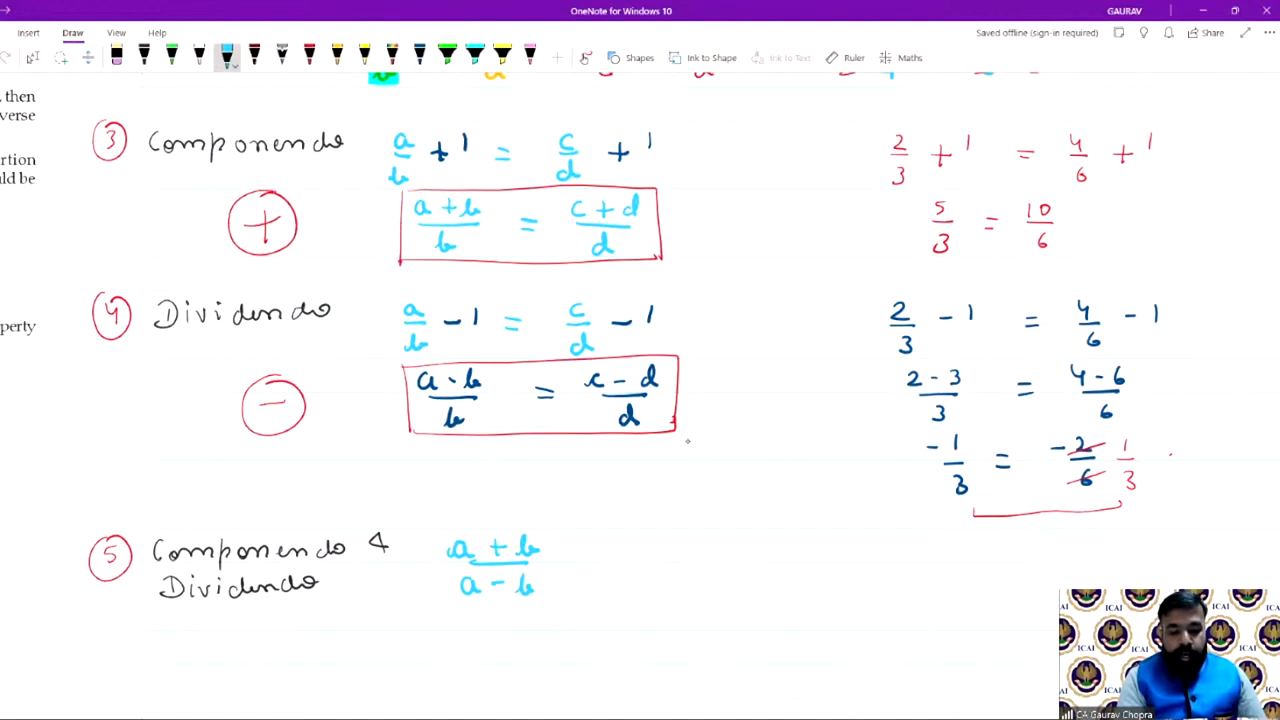 OneNote for Windows 10
GAURAV
Insert Draw View Help
Saved offline (sign-in required) Share
Shapes Ink to Shape Ink to Text Ruler Maths
, then
verse
rtion
uld be
perty
3 Componendo a/b + 1 = c/d + 1
+ (a + b)/b = (c + d)/d
2/3 + 1 = 4/6 + 1
5/3 = 10/6
4 Dividendo a/b - 1 = c/d - 1
- (a - b)/b = (c - d)/d
2/3 - 1 = 4/6 - 1
(2 - 3)/3 = (4 - 6)/6
-1/3 = -2/6 1/3
5 Componendo &
Dividendo
(a + b)/(a - b)
ICAI ICAI
CA Gaurav Chopra